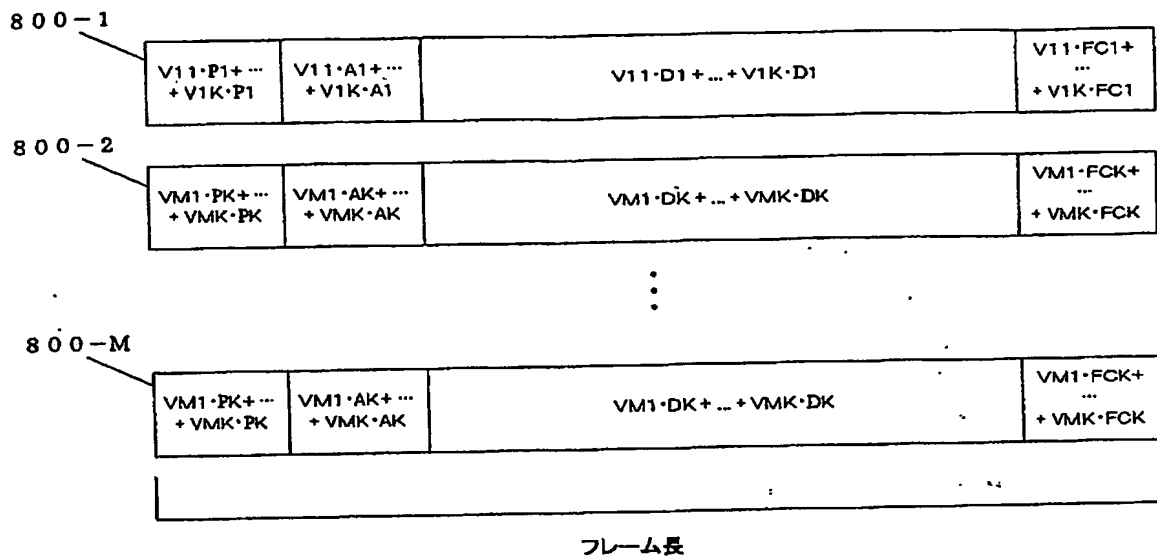 800-1
V11・P1+…
+ V1K・P1
V11・A1+…
+ V1K・A1
V11・D1+...+V1K・D1
V11・FC1+
…
+ V1K・FC1
800-2
VM1・PK+…
+ VMK・PK
VM1・AK+…
+ VMK・AK
VM1・DK+...+VMK・DK
VM1・FCK+
…
+ VMK・FCK
800-M
VM1・PK+…
+ VMK・PK
VM1・AK+…
+ VMK・AK
VM1・DK+...+VMK・DK
VM1・FCK+
…
+ VMK・FCK
フレーム長